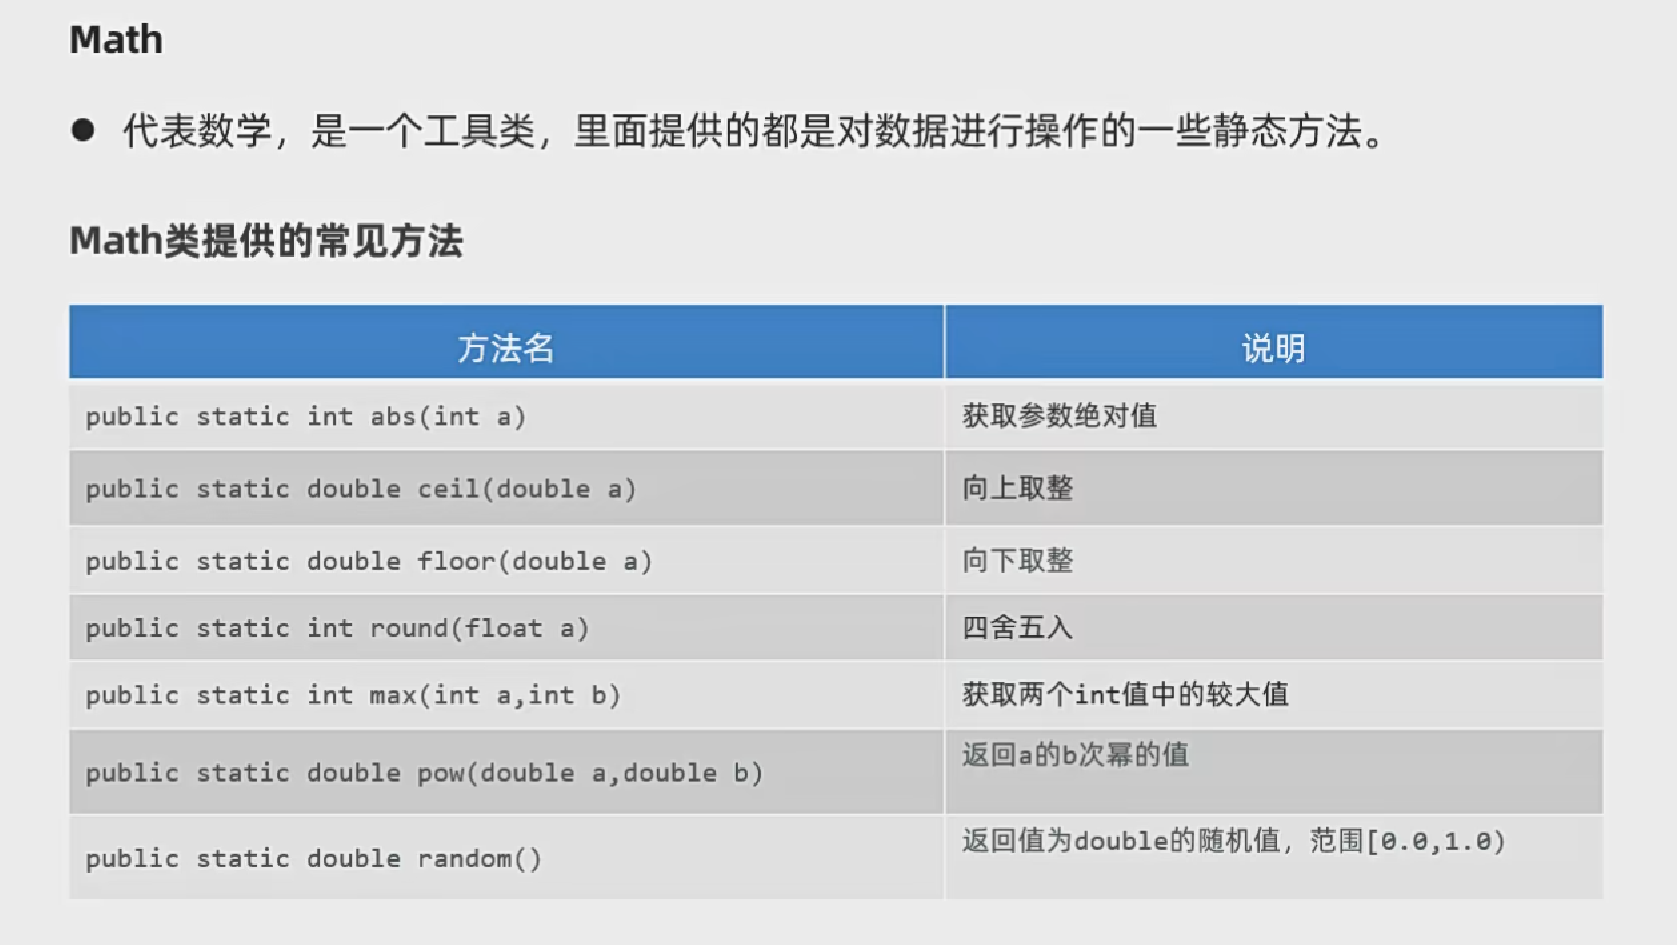 Math
● 代表数学，是一个工具类，里面提供的都是对数据进行操作的一些静态方法。
Math类提供的常见方法
方法名 说明
public static int abs(int a) 获取参数绝对值
public static double ceil(double a) 向上取整
public static double floor(double a) 向下取整
public static int round(float a) 四舍五入
public static int max(int a,int b) 获取两个int值中的较大值
public static double pow(double a,double b) 返回a的b次幂的值
public static double random() 返回值为double的随机值，范围[0.0,1.0)